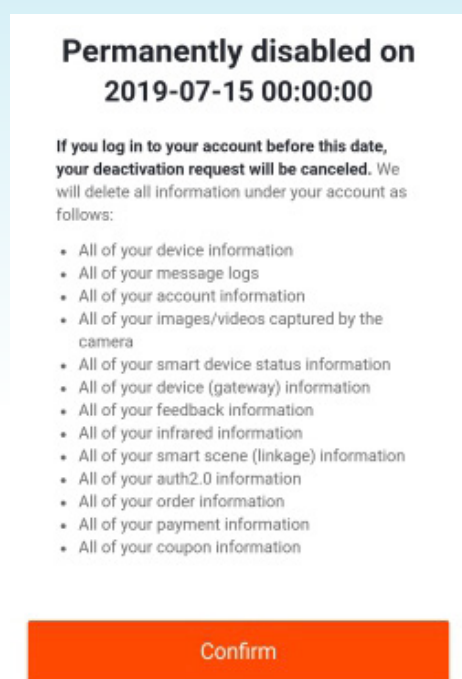 Permanently disabled on
2019-07-15 00:00:00
If you log in to your account before this date,
your deactivation request will be canceled. We
will delete all information under your account as
follows:
• All of your device information
• All of your message logs
• All of your account information
• All of your images/videos captured by the
camera
• All of your smart device status information
• All of your device (gateway) information
• All of your feedback information
• All of your infrared information
• All of your smart scene (linkage) information
• All of your auth2.0 information
• All of your order information
• All of your payment information
• All of your coupon information
Confirm